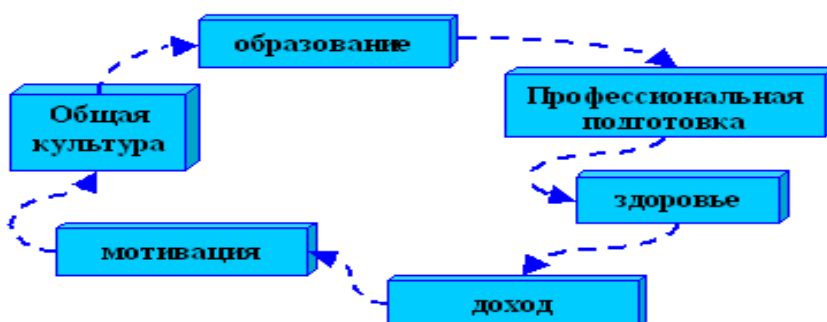 образование
Профессиональная
подготовка
Общая
культура
здоровье
мотивация
доход